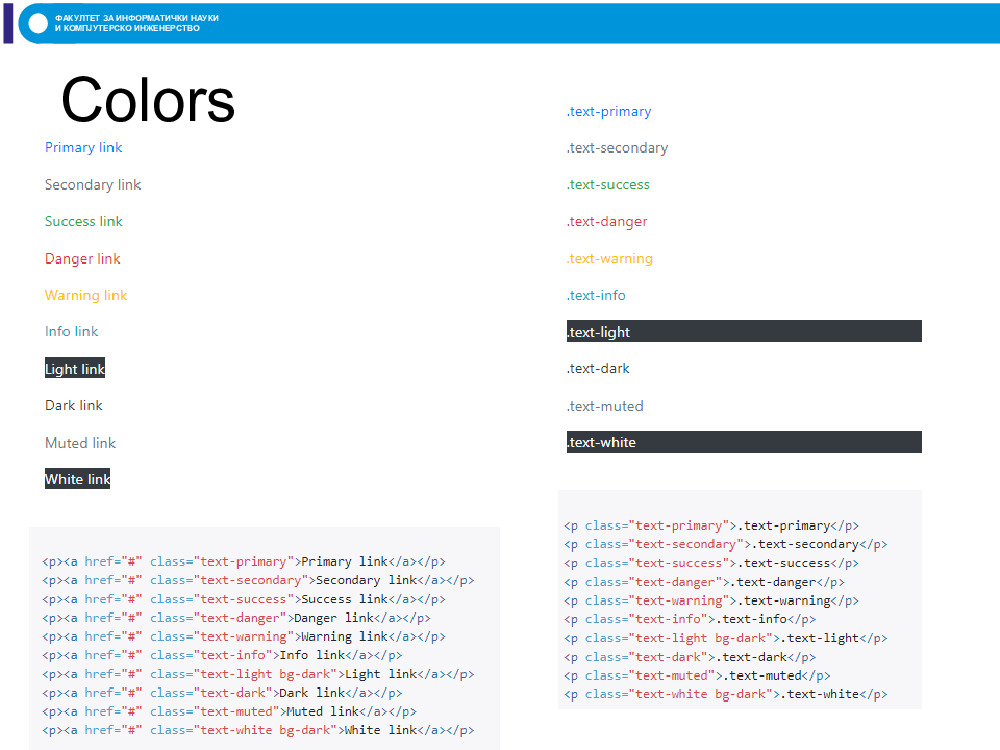 ФАКУЛТЕТ ЗА ИНФОРМАТИЧКИ НАУКИ
И КОМПЈУТЕРСКО ИНЖЕНЕРСТВО
Colors
Primary link
Secondary link
Success link
Danger link
Warning link
Info link
Light link
Dark link
Muted link
White link
<p><a href="#" class="text-primary">Primary link</a></p>
<p><a href="#" class="text-secondary">Secondary link</a></p>
<p><a href="#" class="text-success">Success link</a></p>
<p><a href="#" class="text-danger">Danger link</a></p>
<p><a href="#" class="text-warning">Warning link</a></p>
<p><a href="#" class="text-info">Info link</a></p>
<p><a href="#" class="text-light bg-dark">Light link</a></p>
<p><a href="#" class="text-dark">Dark link</a></p>
<p><a href="#" class="text-muted">Muted link</a></p>
<p><a href="#" class="text-white bg-dark">White link</a></p>
.text-primary
.text-secondary
.text-success
.text-danger
.text-warning
.text-info
.text-light
.text-dark
.text-muted
.text-white
<p class="text-primary">.text-primary</p>
<p class="text-secondary">.text-secondary</p>
<p class="text-success">.text-success</p>
<p class="text-danger">.text-danger</p>
<p class="text-warning">.text-warning</p>
<p class="text-info">.text-info</p>
<p class="text-light bg-dark">.text-light</p>
<p class="text-dark">.text-dark</p>
<p class="text-muted">.text-muted</p>
<p class="text-white bg-dark">.text-white</p>